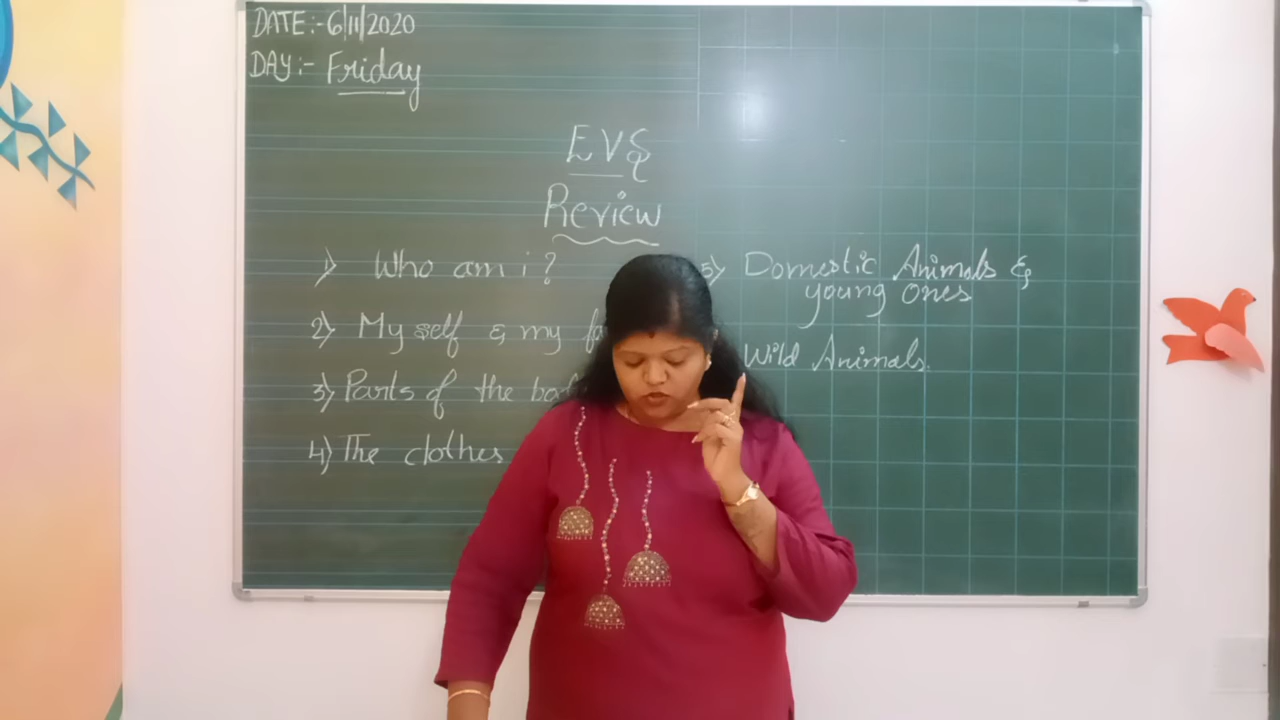 DATE:- 6/11/2020
DAY:- Friday
EVS
Review
1) Who am i?
2) My self & my
3) Parts of the
4) The clothes
5) Domestic Animals &
young ones
Wild Animals.